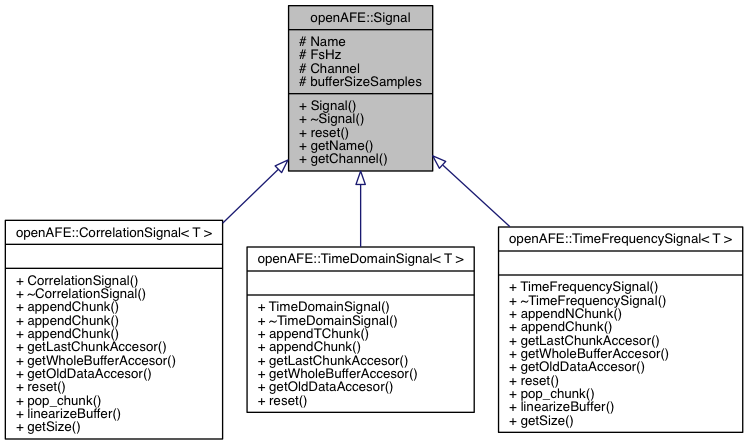 openAFE::Signal
# Name
# FsHz
# Channel
# bufferSizeSamples
+ Signal()
+ ~Signal()
+ reset()
+ getName()
+ getChannel()
openAFE::CorrelationSignal< T >
+ CorrelationSignal()
+ ~CorrelationSignal()
+ appendChunk()
+ appendChunk()
+ appendChunk()
+ getLastChunkAccesor()
+ getWholeBufferAccesor()
+ getOldDataAccesor()
+ reset()
+ pop_chunk()
+ linearizeBuffer()
+ getSize()
openAFE::TimeDomainSignal< T >
+ TimeDomainSignal()
+ ~TimeDomainSignal()
+ appendTChunk()
+ appendChunk()
+ getLastChunkAccesor()
+ getWholeBufferAccesor()
+ getOldDataAccesor()
+ reset()
openAFE::TimeFrequencySignal< T >
+ TimeFrequencySignal()
+ ~TimeFrequencySignal()
+ appendNChunk()
+ appendChunk()
+ getLastChunkAccesor()
+ getWholeBufferAccesor()
+ getOldDataAccesor()
+ reset()
+ pop_chunk()
+ linearizeBuffer()
+ getSize()